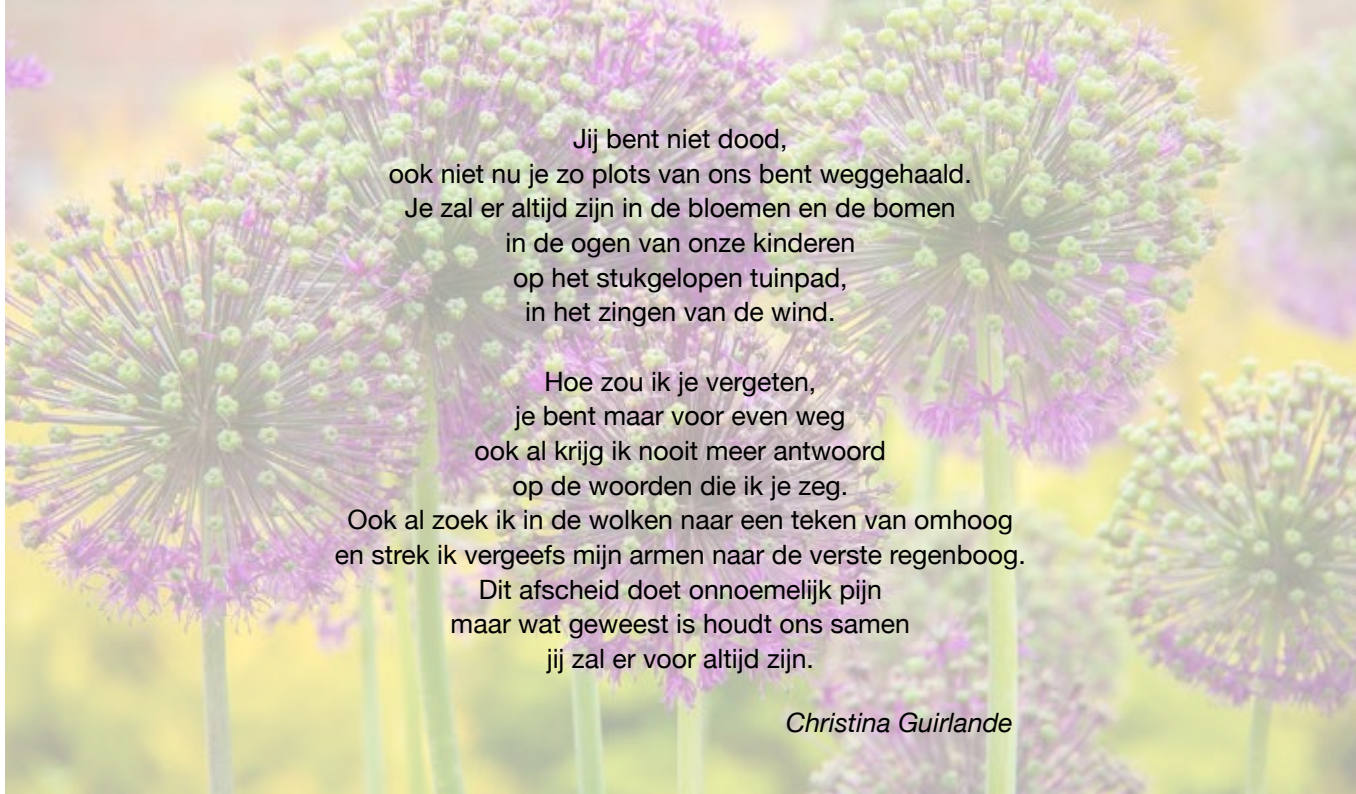 Jij bent niet dood,
ook niet nu je zo plots van ons bent weggehaald.
Je zal er altijd zijn in de bloemen en de bomen
in de ogen van onze kinderen
op het stukgelopen tuinpad,
in het zingen van de wind.
Hoe zou ik je vergeten,
je bent maar voor even weg
ook al krijg ik nooit meer antwoord
op de woorden die ik je zeg.
Ook al zoek ik in de wolken naar een teken van omhoog
en strek ik vergeefs mijn armen naar de verste regenboog.
Dit afscheid doet onnoemelijk pijn
maar wat geweest is houdt ons samen
jij zal er voor altijd zijn.
Christina Guirlande